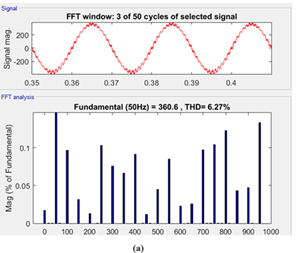 Signal
FFT window: 3 of 50 cycles of selected signal
Signal mag.
200
0
-200
0.35 0.36 0.37 0.38 0.39 0.4
FFT analysis
Fundamental (50Hz) = 360.6 , THD= 6.27%
Mag (% of Fundamental)
0.1
0.05
0
0 100 200 300 400 500 600 700 800 900 1000
(a)